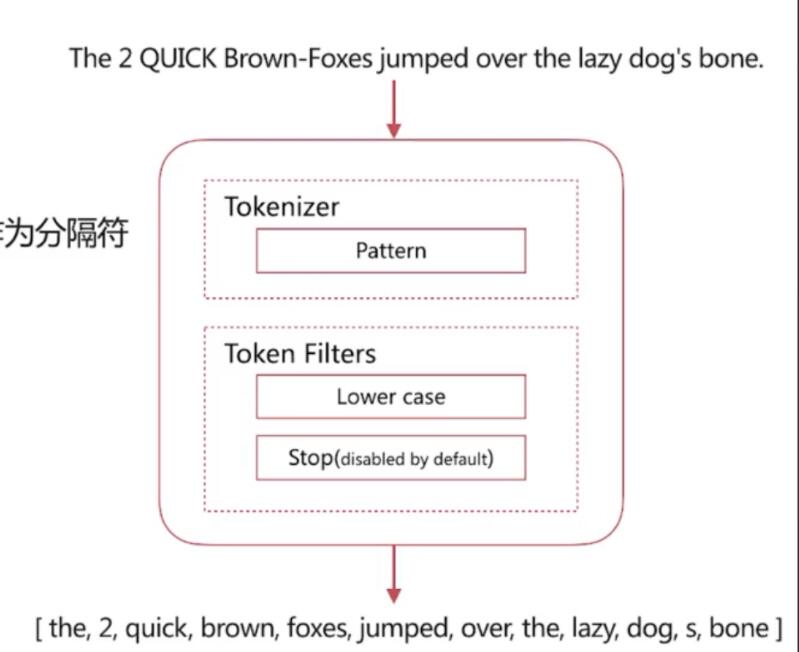 The 2 QUICK Brown-Foxes jumped over the lazy dog's bone.
Tokenizer
为分隔符
Pattern
Token Filters
Lower case
Stop(disabled by default)
[ the, 2, quick, brown, foxes, jumped, over, the, lazy, dog, s, bone ]